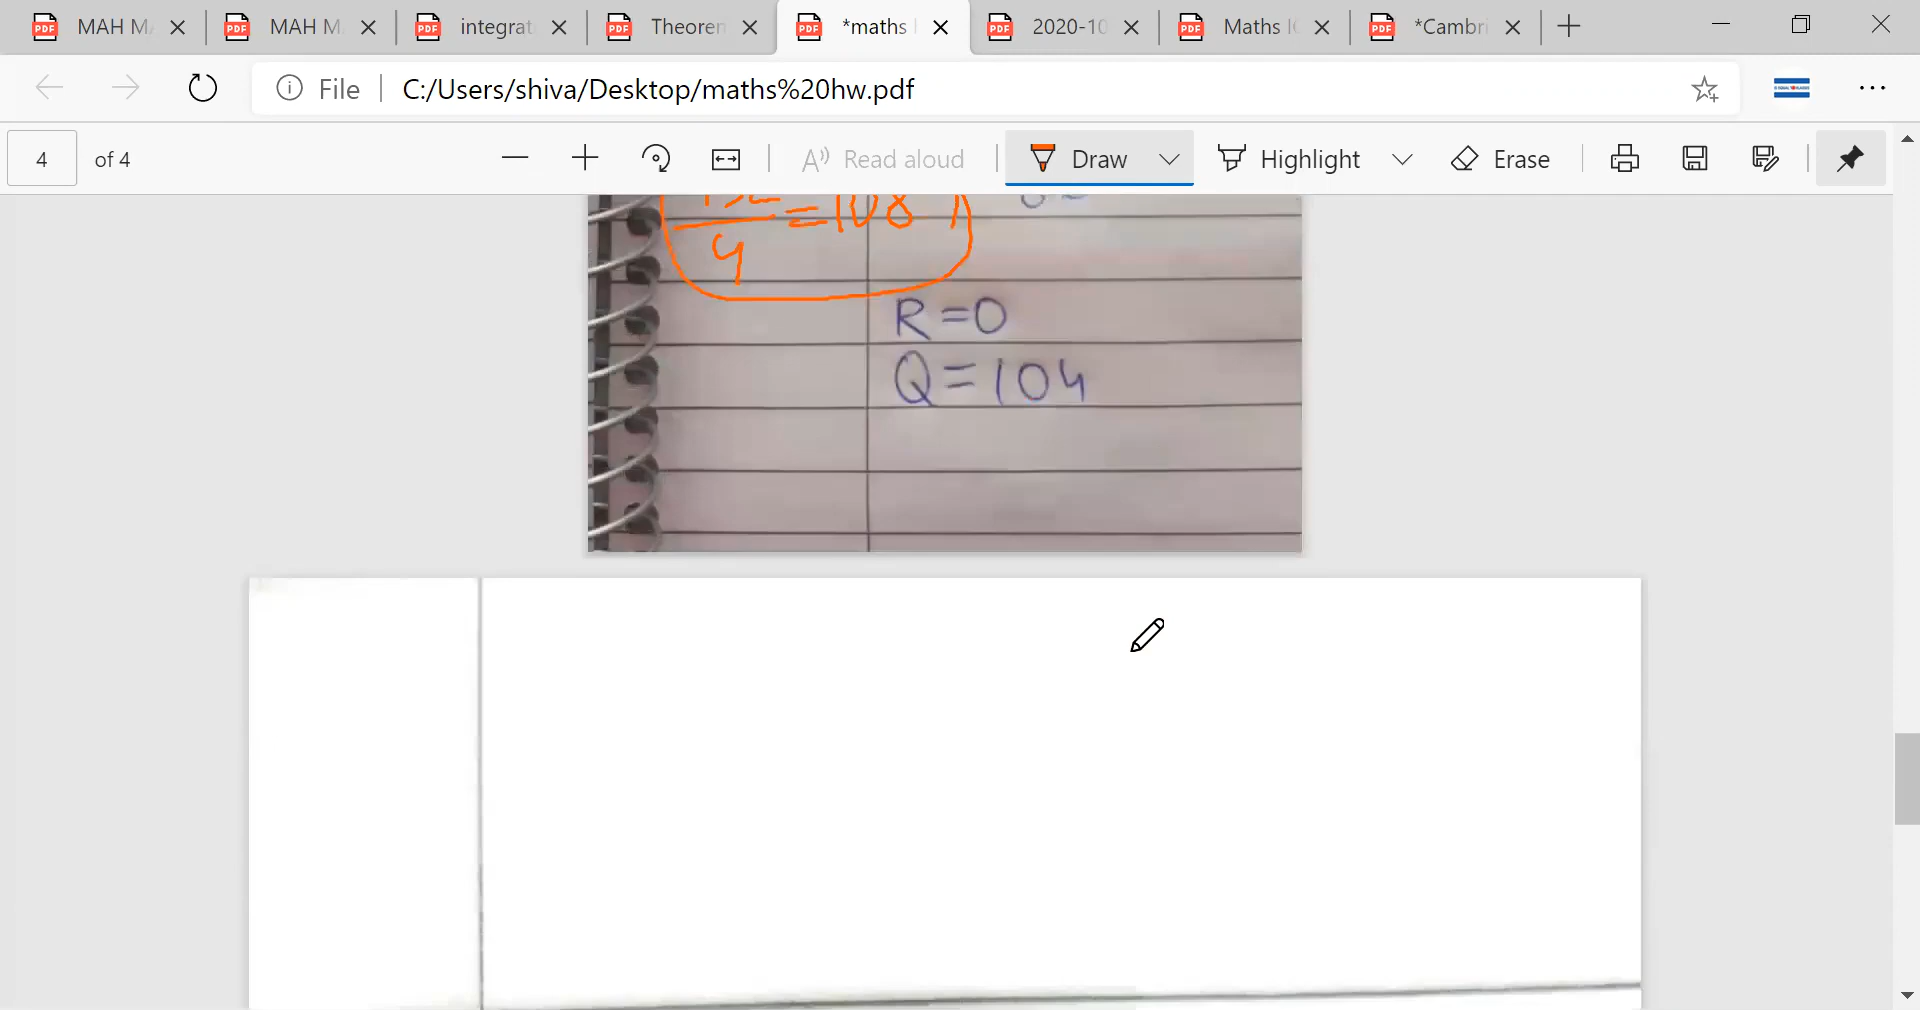 MAH M
MAH M
integrat
Theorem
*maths
2020-10
Maths I
*Cambri
File
C:/Users/shiva/Desktop/maths%20hw.pdf
4
of 4
Read aloud
Draw
Highlight
Erase
=108
4
R=0
Q=104